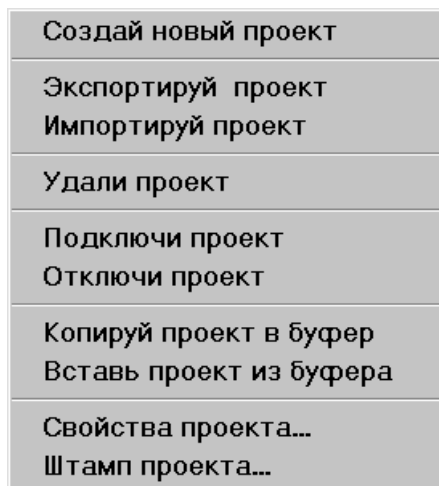 Создай новый проект
Экспортируй  проект
Импортируй проект
Удали проект
Подключи проект
Отключи проект
Копируй проект в буфер
Вставь проект из буфера
Свойства проекта...
Штамп проекта...